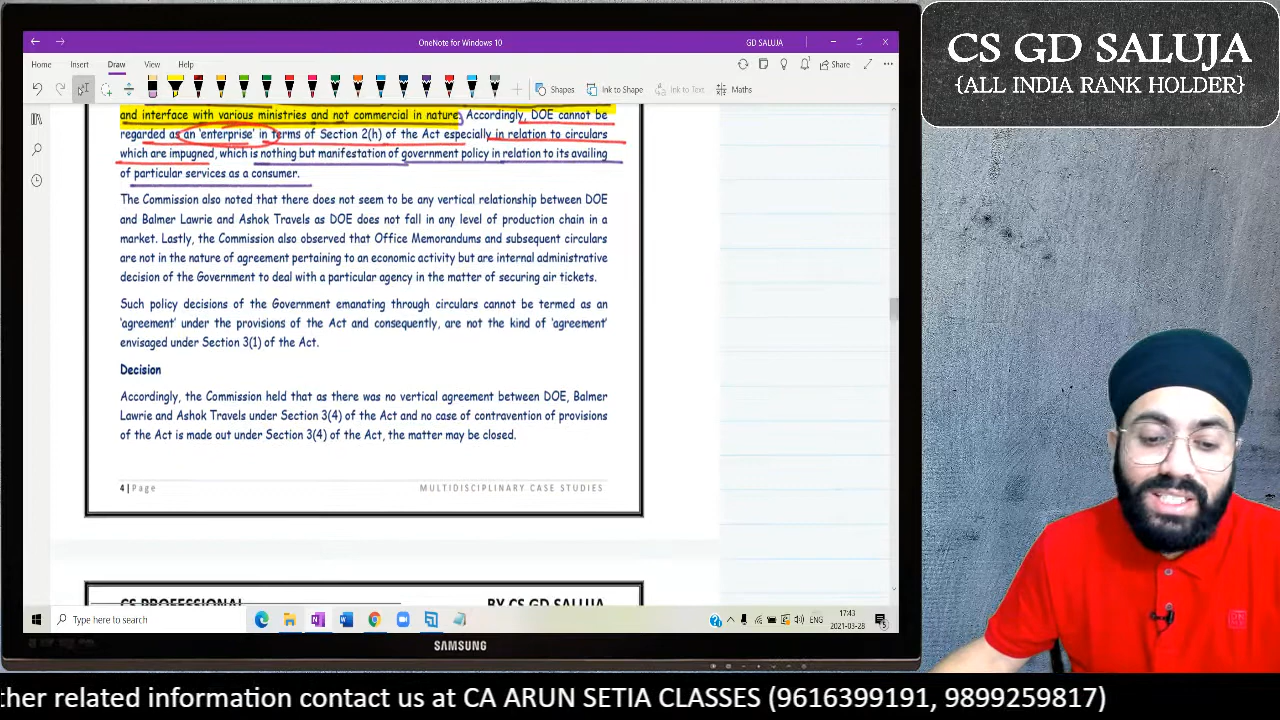 OneNote for Windows 10
GD SALUJA
Home Insert Draw View Help
Share
Shapes Ink to Shape Ink to Text Maths
and interface with various ministries and not commercial in nature. Accordingly, DOE cannot be
regarded as an ‘enterprise’ in terms of Section 2(h) of the Act especially in relation to circulars
which are impugned, which is nothing but manifestation of government policy in relation to its availing
of particular services as a consumer.
The Commission also noted that there does not seem to be any vertical relationship between DOE
and Balmer Lawrie and Ashok Travels as DOE does not fall in any level of production chain in a
market. Lastly, the Commission also observed that Office Memorandums and subsequent circulars
are not in the nature of agreement pertaining to an economic activity but are internal administrative
decision of the Government to deal with a particular agency in the matter of securing air tickets.
Such policy decisions of the Government emanating through circulars cannot be termed as an
‘agreement’ under the provisions of the Act and consequently, are not the kind of ‘agreement’
envisaged under Section 3(1) of the Act.
Decision
Accordingly, the Commission held that as there was no vertical agreement between DOE, Balmer
Lawrie and Ashok Travels under Section 3(4) of the Act and no case of contravention of provisions
of the Act is made out under Section 3(4) of the Act, the matter may be closed.
4 | Page
MULTIDISCIPLINARY CASE STUDIES
CS PROFESSIONAL
BY CS GD SALUJA
Type here to search
ENG
17:43
2021-03-28
SAMSUNG
CS GD SALUJA
{ALL INDIA RANK HOLDER}
ther related information contact us at CA ARUN SETIA CLASSES (9616399191, 9899259817)